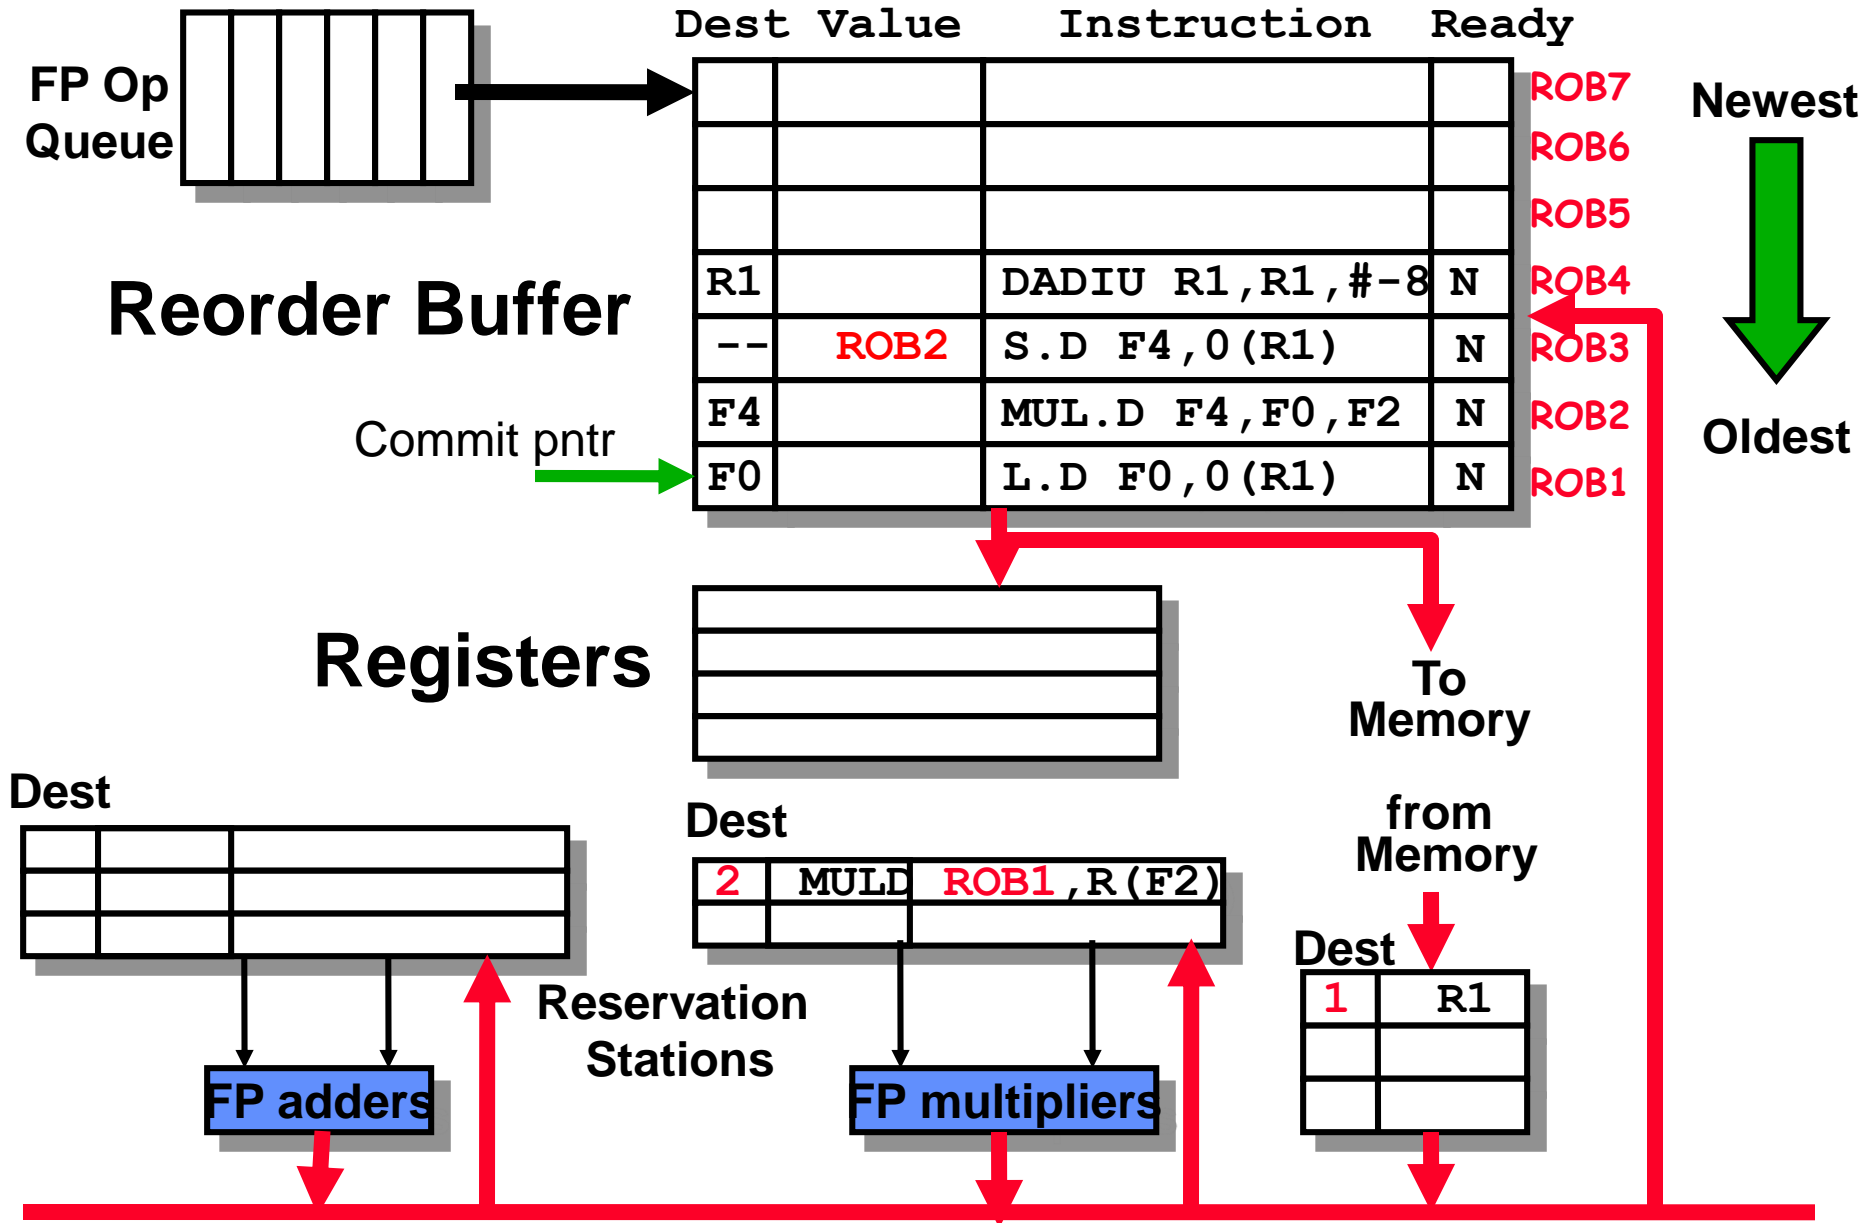 Dest Value Instruction Ready
FP Op
Queue
ROB7
Newest
ROB6
ROB5
Reorder Buffer
R1 DADIU R1,R1,#-8 N ROB4
-- ROB2 S.D F4,0(R1) N ROB3
F4 MUL.D F4,F0,F2 N ROB2
Oldest
Commit pntr
F0 L.D F0,0(R1) N ROB1
Registers
To
Memory
from
Memory
Dest
Dest
2 MULD ROB1,R(F2)
Dest
1 R1
Reservation
Stations
FP adders
FP multipliers